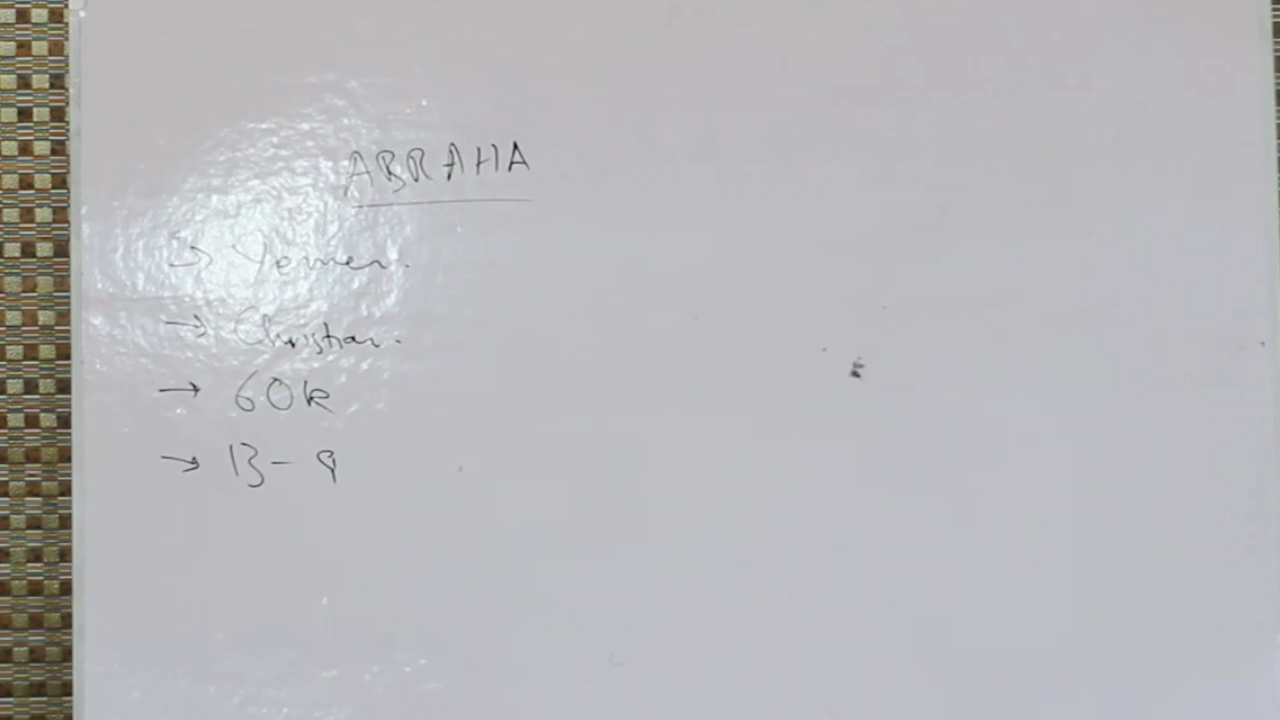 ABRAHA
→ Yemen.
→ Christian.
→ 60k
→ 13-9